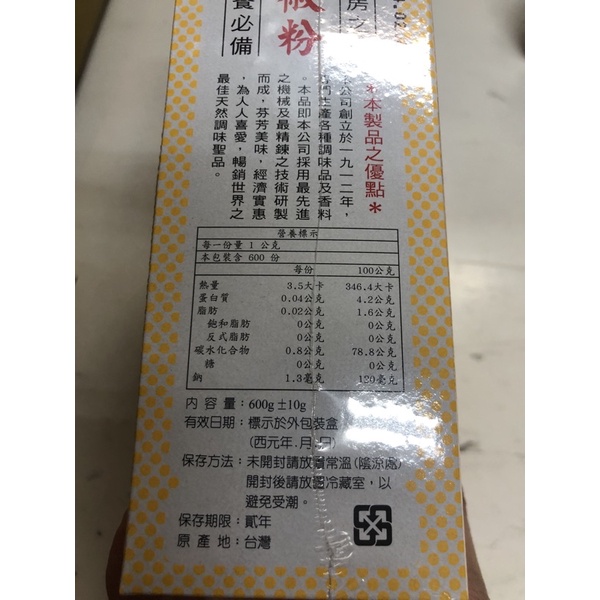 房之
椒粉
餐必備
.02
＊本製品之優點＊
公司創立於一九一二年，
專門生產各種調味品及香料
。本品即本公司採用最先進
之機械及最精鍊之技術研製
而成，芬芳美味，經濟實惠
，為人人喜愛，暢銷世界之
最佳天然調味聖品。
營養標示
每一份量 1 公克
本包裝含 600 份
每份 100公克
熱量 3.5大卡 346.4大卡
蛋白質 0.04公克 4.2公克
脂肪 0.02公克 1.6公克
飽和脂肪 0公克 0公克
反式脂肪 0公克 0公克
碳水化合物 0.8公克 78.8公克
糖 0公克 0公克
鈉 1.3毫克 130毫克
內 容 量：600g±10g
有效日期：標示於外包裝盒
(西元年.月.日)
保存方法：未開封請放置常溫(陰涼處)
開封後請放置冷藏室，以
避免受潮。
保存期限：貳年
原 產 地：台灣